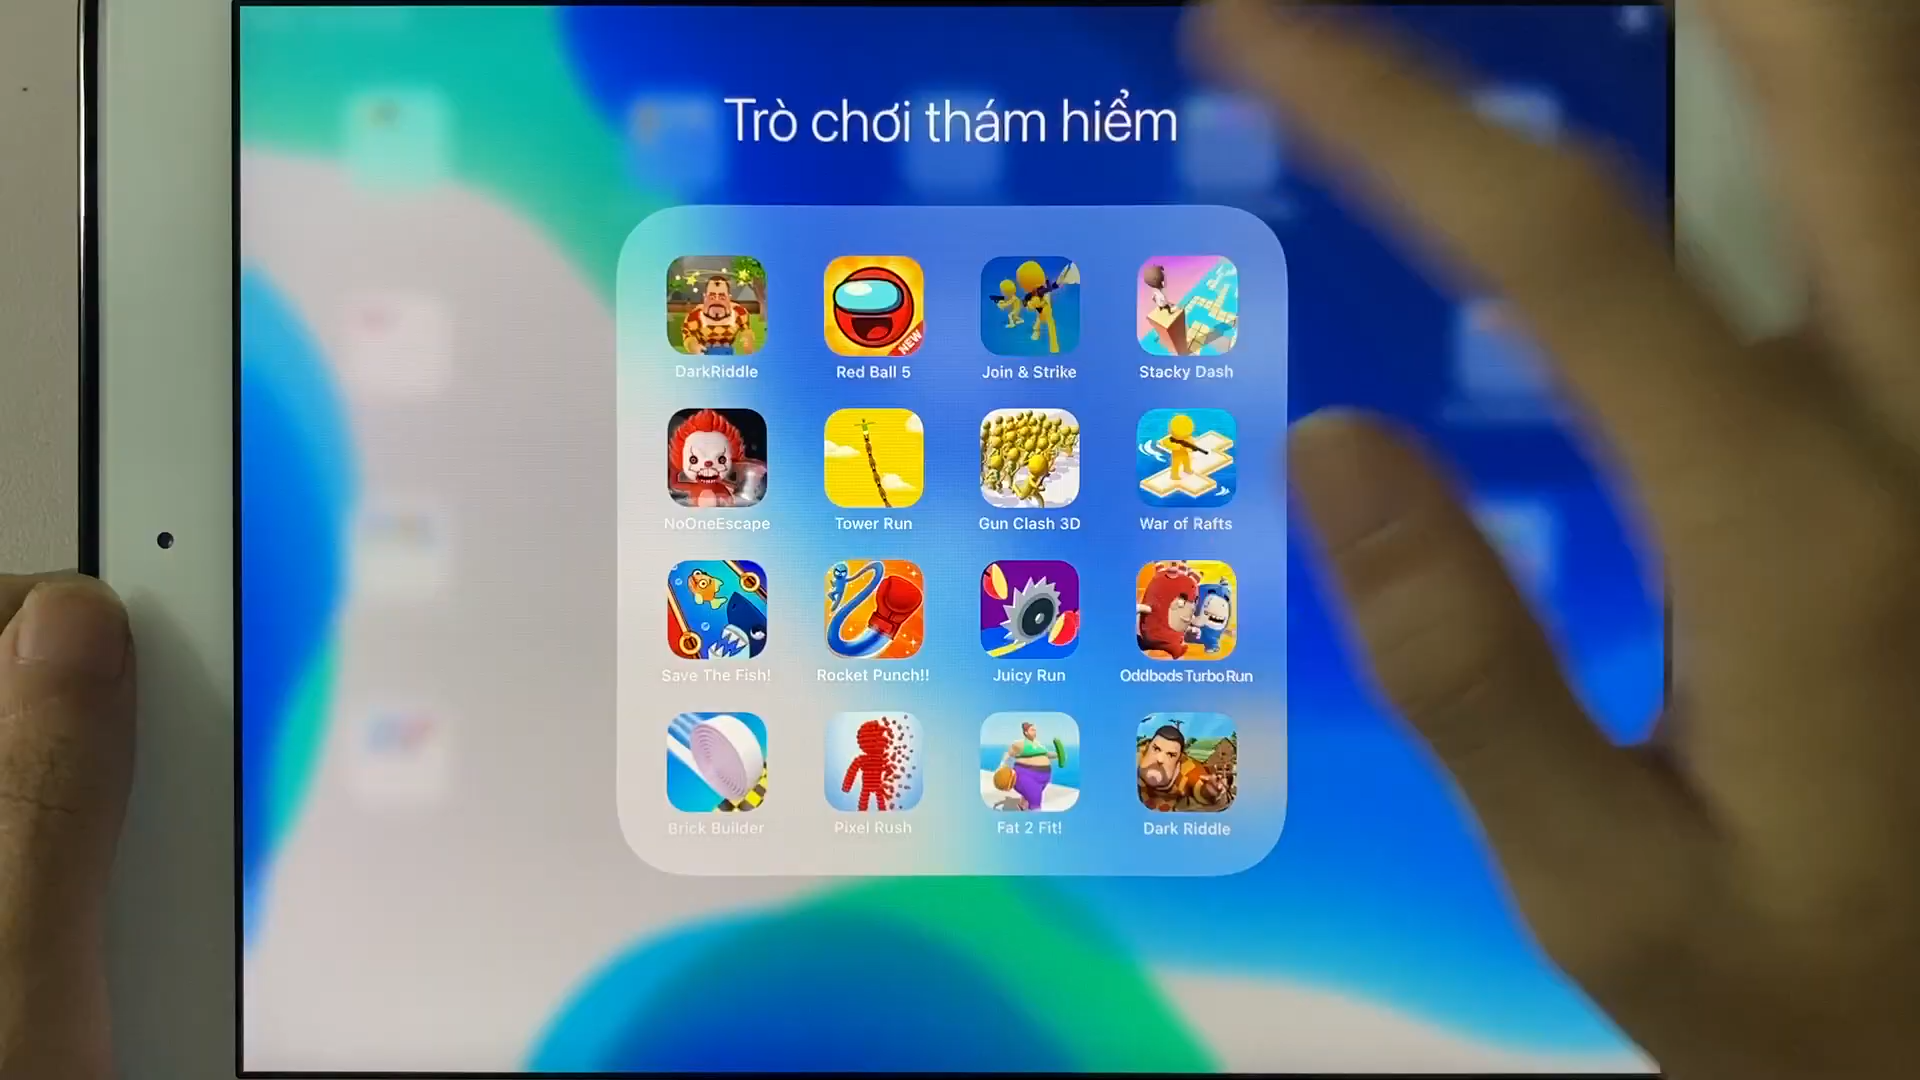 Trò chơi thám hiểm
DarkRiddle
Red Ball 5
Join & Strike
Stacky Dash
NEW
NoOneEscape
Tower Run
Gun Clash 3D
War of Rafts
Save The Fish!
Rocket Punch!!
Juicy Run
Oddbods Turbo Run
Brick Builder
Pixel Rush
Fat 2 Fit!
Dark Riddle